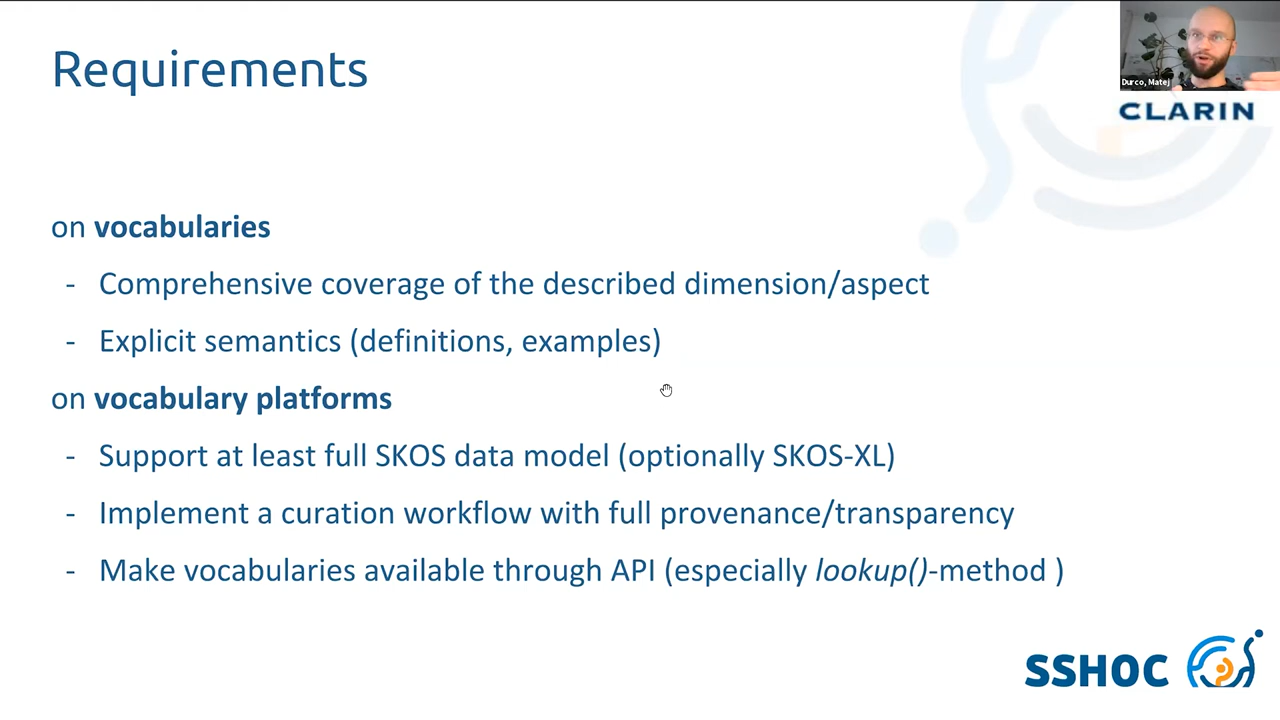 Requirements
Durco, Matej
CLARIN
on vocabularies
- Comprehensive coverage of the described dimension/aspect
- Explicit semantics (definitions, examples)
on vocabulary platforms
- Support at least full SKOS data model (optionally SKOS-XL)
- Implement a curation workflow with full provenance/transparency
- Make vocabularies available through API (especially lookup()-method )
SSHOC